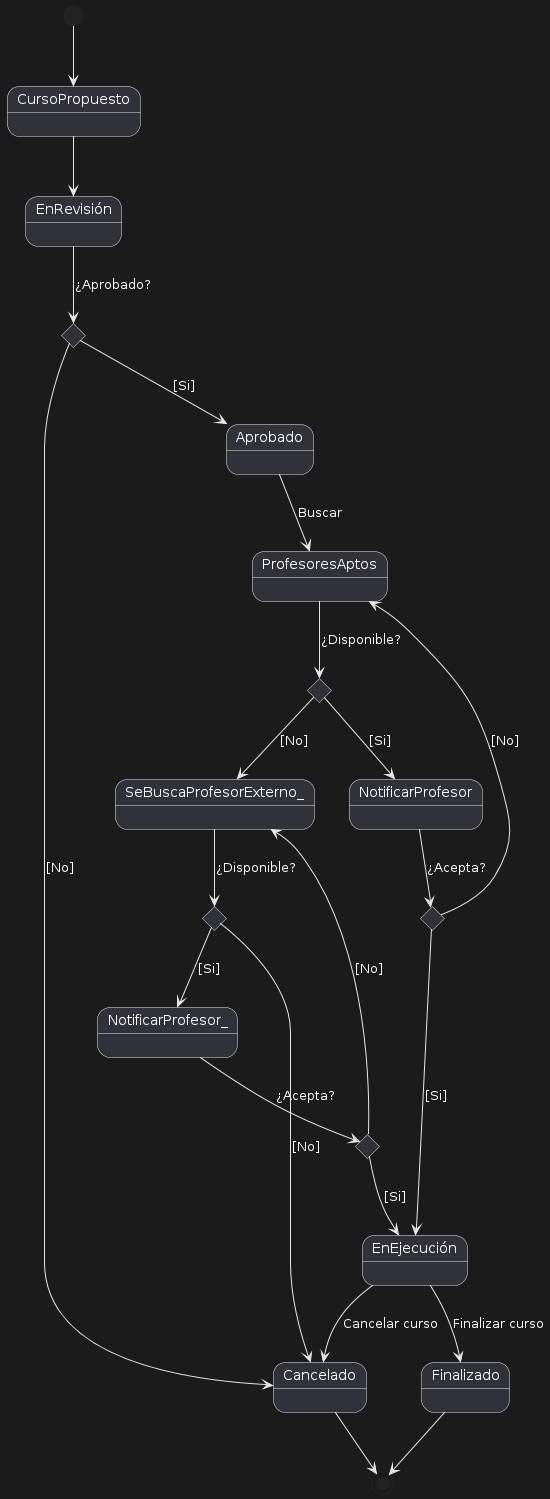 CursoPropuesto
EnRevisión
¿Aprobado?
[Si]
Aprobado
Buscar
ProfesoresAptos
¿Disponible?
[No]
[Si]
[No]
SeBuscaProfesorExterno_
NotificarProfesor
[No]
¿Disponible?
¿Acepta?
[Si]
[No]
NotificarProfesor_
¿Acepta?
[Si]
[No]
[Si]
EnEjecución
Cancelar curso
Finalizar curso
Cancelado
Finalizado